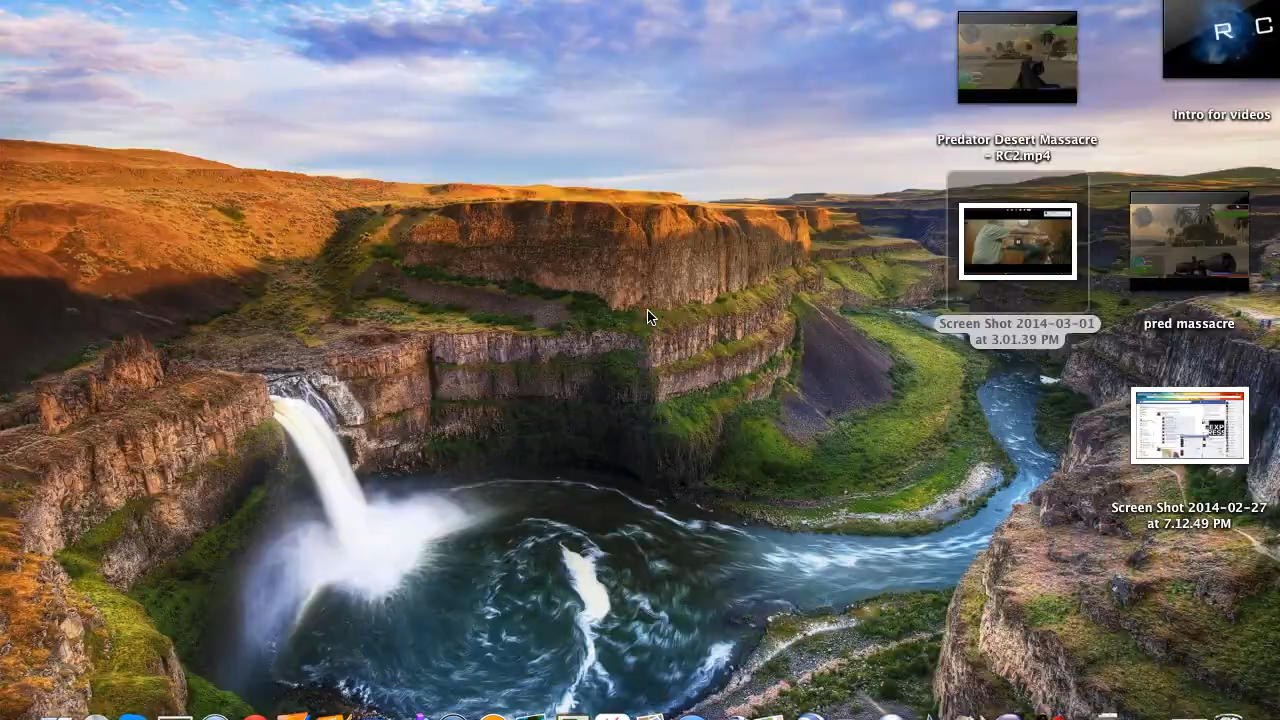 R C
Intro for videos
Predator Desert Massacre
- RC2.mp4
Screen Shot 2014-03-01
at 3.01.39 PM
pred massacre
Screen Shot 2014-02-27
at 7.12.49 PM